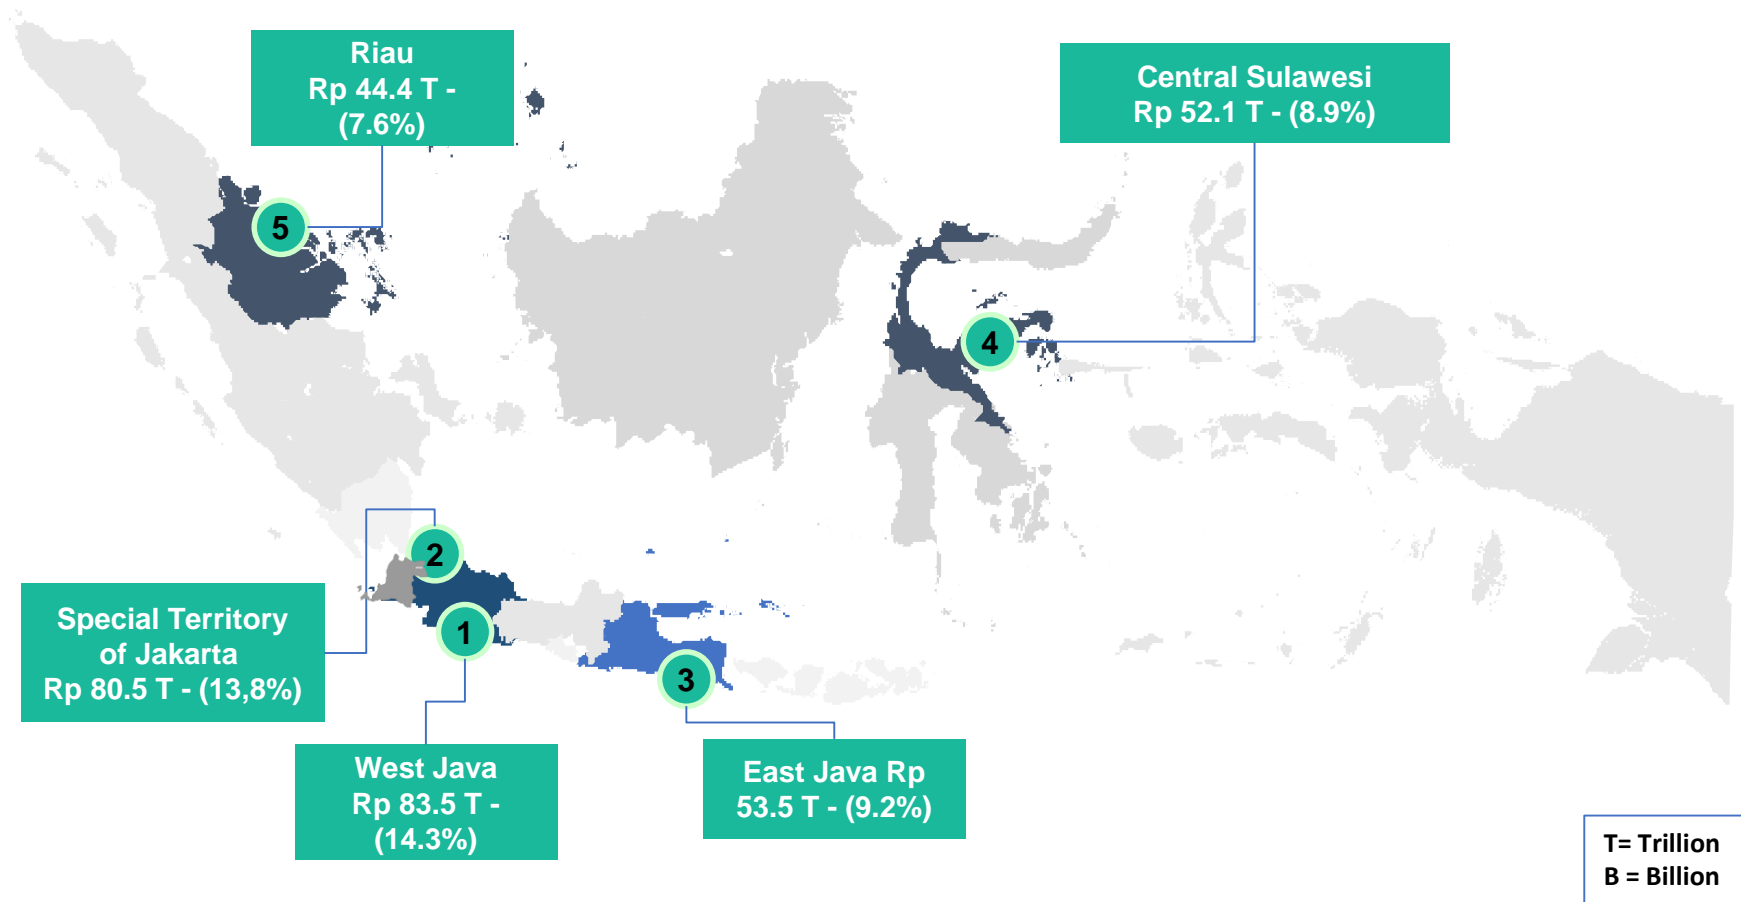 Riau
Rp 44.4 T -
(7.6%)
Central Sulawesi
Rp 52.1 T - (8.9%)
5
4
2
1
3
Special Territory
of Jakarta
Rp 80.5 T - (13,8%)
West Java
Rp 83.5 T -
(14.3%)
East Java Rp
53.5 T - (9.2%)
T= Trillion
B = Billion